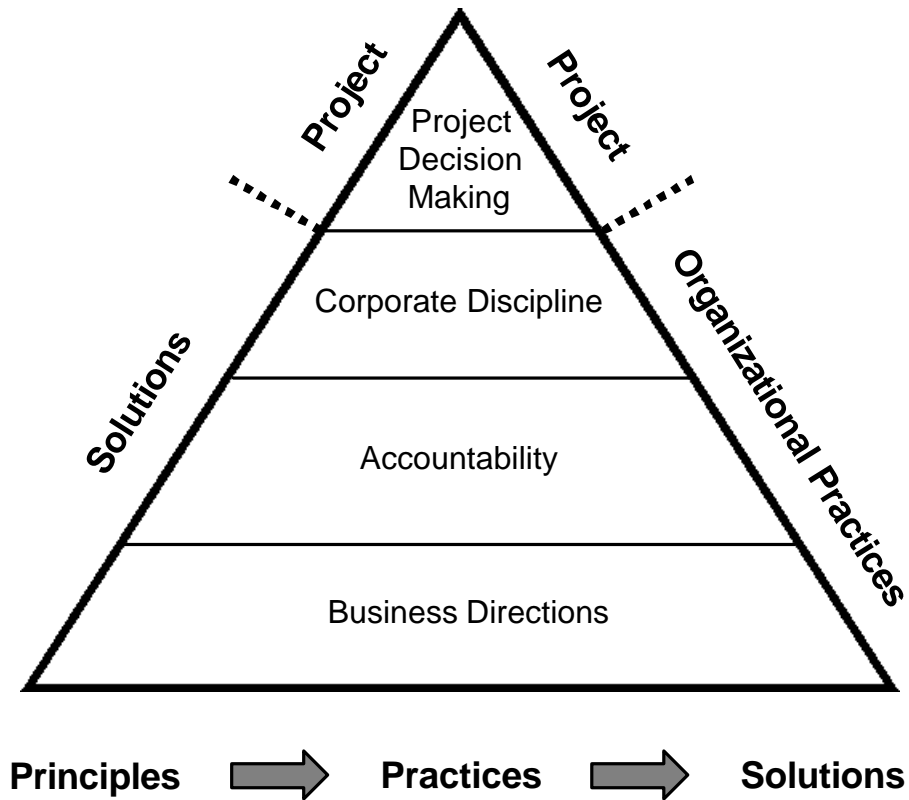 Project
Project
Project
Decision
Making
Corporate Discipline
Solutions
Organizational Practices
Accountability
Business Directions
Principles
Practices
Solutions